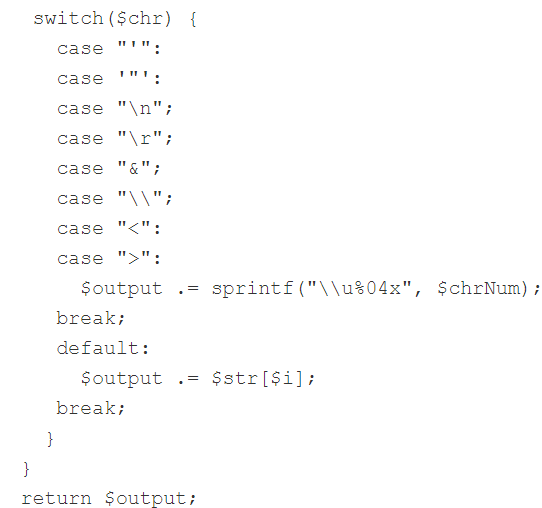 switch($chr) {
case "'":
case '"':
case "\n";
case "\r";
case "&";
case "\\";
case "<":
case ">":
$output .= sprintf("\\u%04x", $chrNum);
break;
default:
$output .= $str[$i];
break;
}
}
return $output;